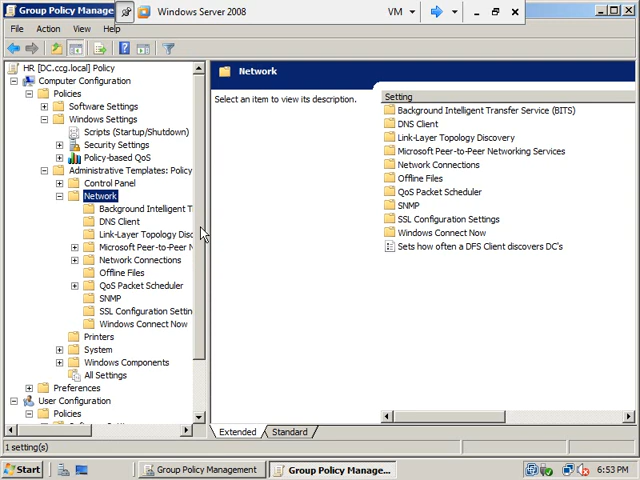 Group Policy Manage
Windows Server 2008
VM
File Action View Help
HR [DC.ccg.local] Policy
Computer Configuration
Policies
Software Settings
Windows Settings
Scripts (Startup/Shutdown)
Security Settings
Policy-based QoS
Administrative Templates: Policy
Control Panel
Network
Background Intelligent T
DNS Client
Link-Layer Topology Disc
Microsoft Peer-to-Peer N
Network Connections
Offline Files
QoS Packet Scheduler
SNMP
SSL Configuration Settin
Windows Connect Now
Printers
System
Windows Components
All Settings
Preferences
User Configuration
Policies
Network
Select an item to view its description.
Setting
Background Intelligent Transfer Service (BITS)
DNS Client
Link-Layer Topology Discovery
Microsoft Peer-to-Peer Networking Services
Network Connections
Offline Files
QoS Packet Scheduler
SNMP
SSL Configuration Settings
Windows Connect Now
Sets how often a DFS Client discovers DC's
Extended Standard
1 setting(s)
Start
Group Policy Management
Group Policy Manage...
6:53 PM